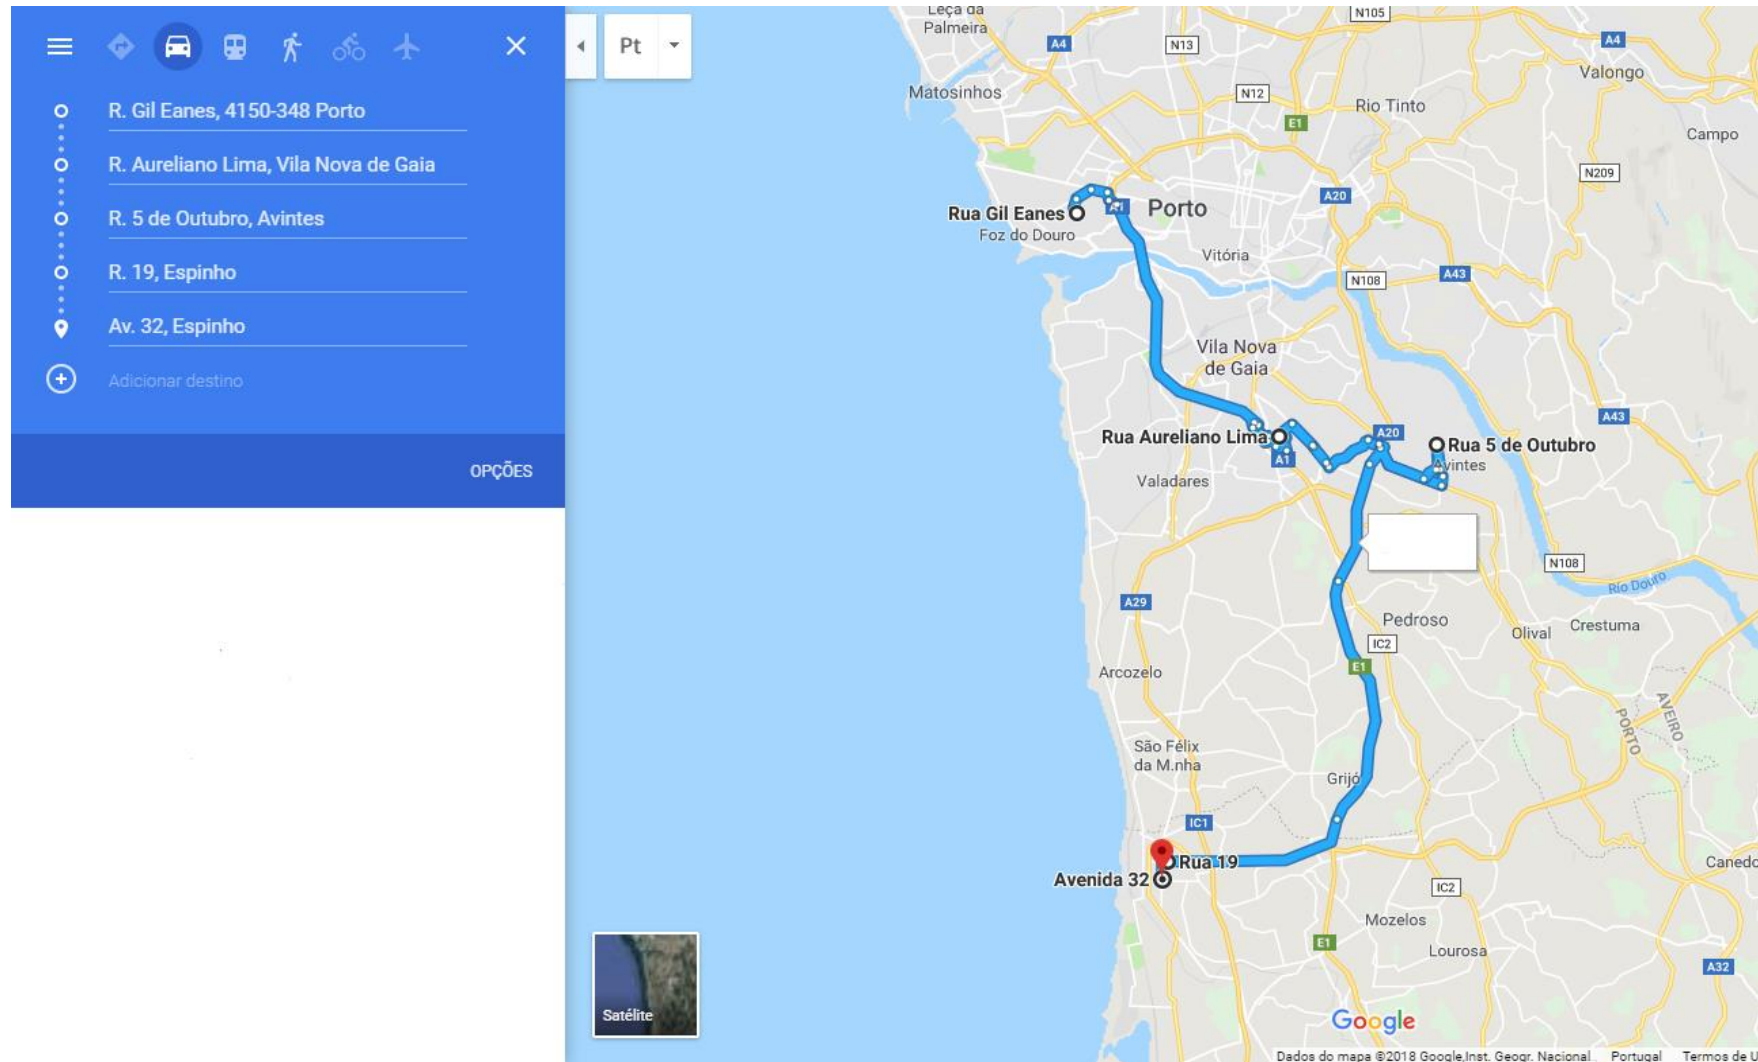 R. Gil Eanes, 4150-348 Porto
R. Aureliano Lima, Vila Nova de Gaia
R. 5 de Outubro, Avintes
R. 19, Espinho
Av. 32, Espinho
Adicionar destino
OPÇÕES
Pt
Leça da
Palmeira
N105
A4
N13
A4
Valongo
Matosinhos
N12
Rio Tinto
E1
Campo
N209
A20
Rua Gil Eanes
A1
Porto
Foz do Douro
Vitória
N108
A43
Vila Nova
de Gaia
A43
Rua Aureliano Lima
A20
Rua 5 de Outubro
A1
Avintes
Valadares
N108
Rio Douro
A29
Pedroso
Olival
Crestuma
IC2
E1
Arcozelo
PORTO
AVEIRO
São Félix
da M.nha
Grijó
IC1
Rua 19
Canedo
Avenida 32
IC2
Mozelos
E1
Lourosa
A32
Satélite
Google
Dados do mapa ©2018 Google,Inst. Geogr. Nacional
Portugal
Termos de U